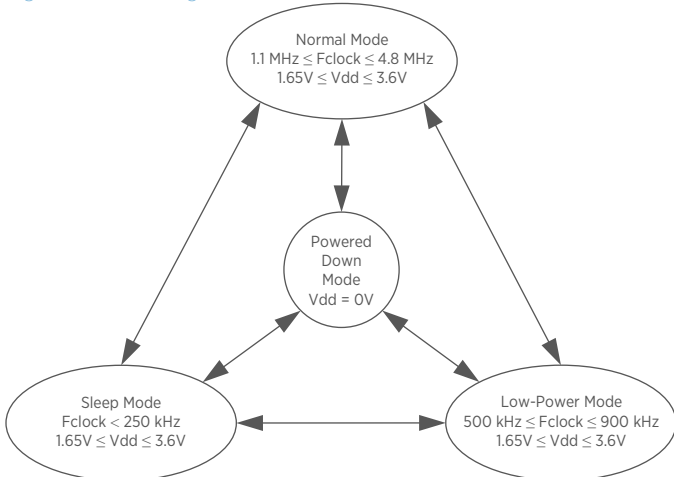 Normal Mode
1.1 MHz ≤ Fclock ≤ 4.8 MHz
1.65V ≤ Vdd ≤ 3.6V
Powered
Down
Mode
Vdd = 0V
Sleep Mode
Fclock < 250 kHz
1.65V ≤ Vdd ≤ 3.6V
Low-Power Mode
500 kHz ≤ Fclock ≤ 900 kHz
1.65V ≤ Vdd ≤ 3.6V